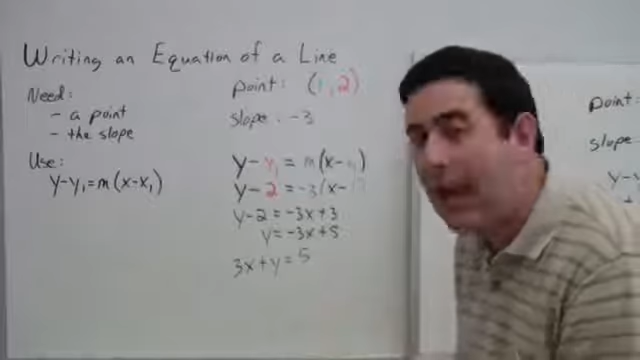 Writing an Equation of a Line
Need:
- a point
- the slope
Use:
y-y₁=m(x-x₁)
point: (1,2)
slope: -3
y-y₁ = m(x-x₁)
y-2 = -3(x-1)
y-2 = -3x+3
y = -3x+5
3x+y=5
point:
slope
y-y